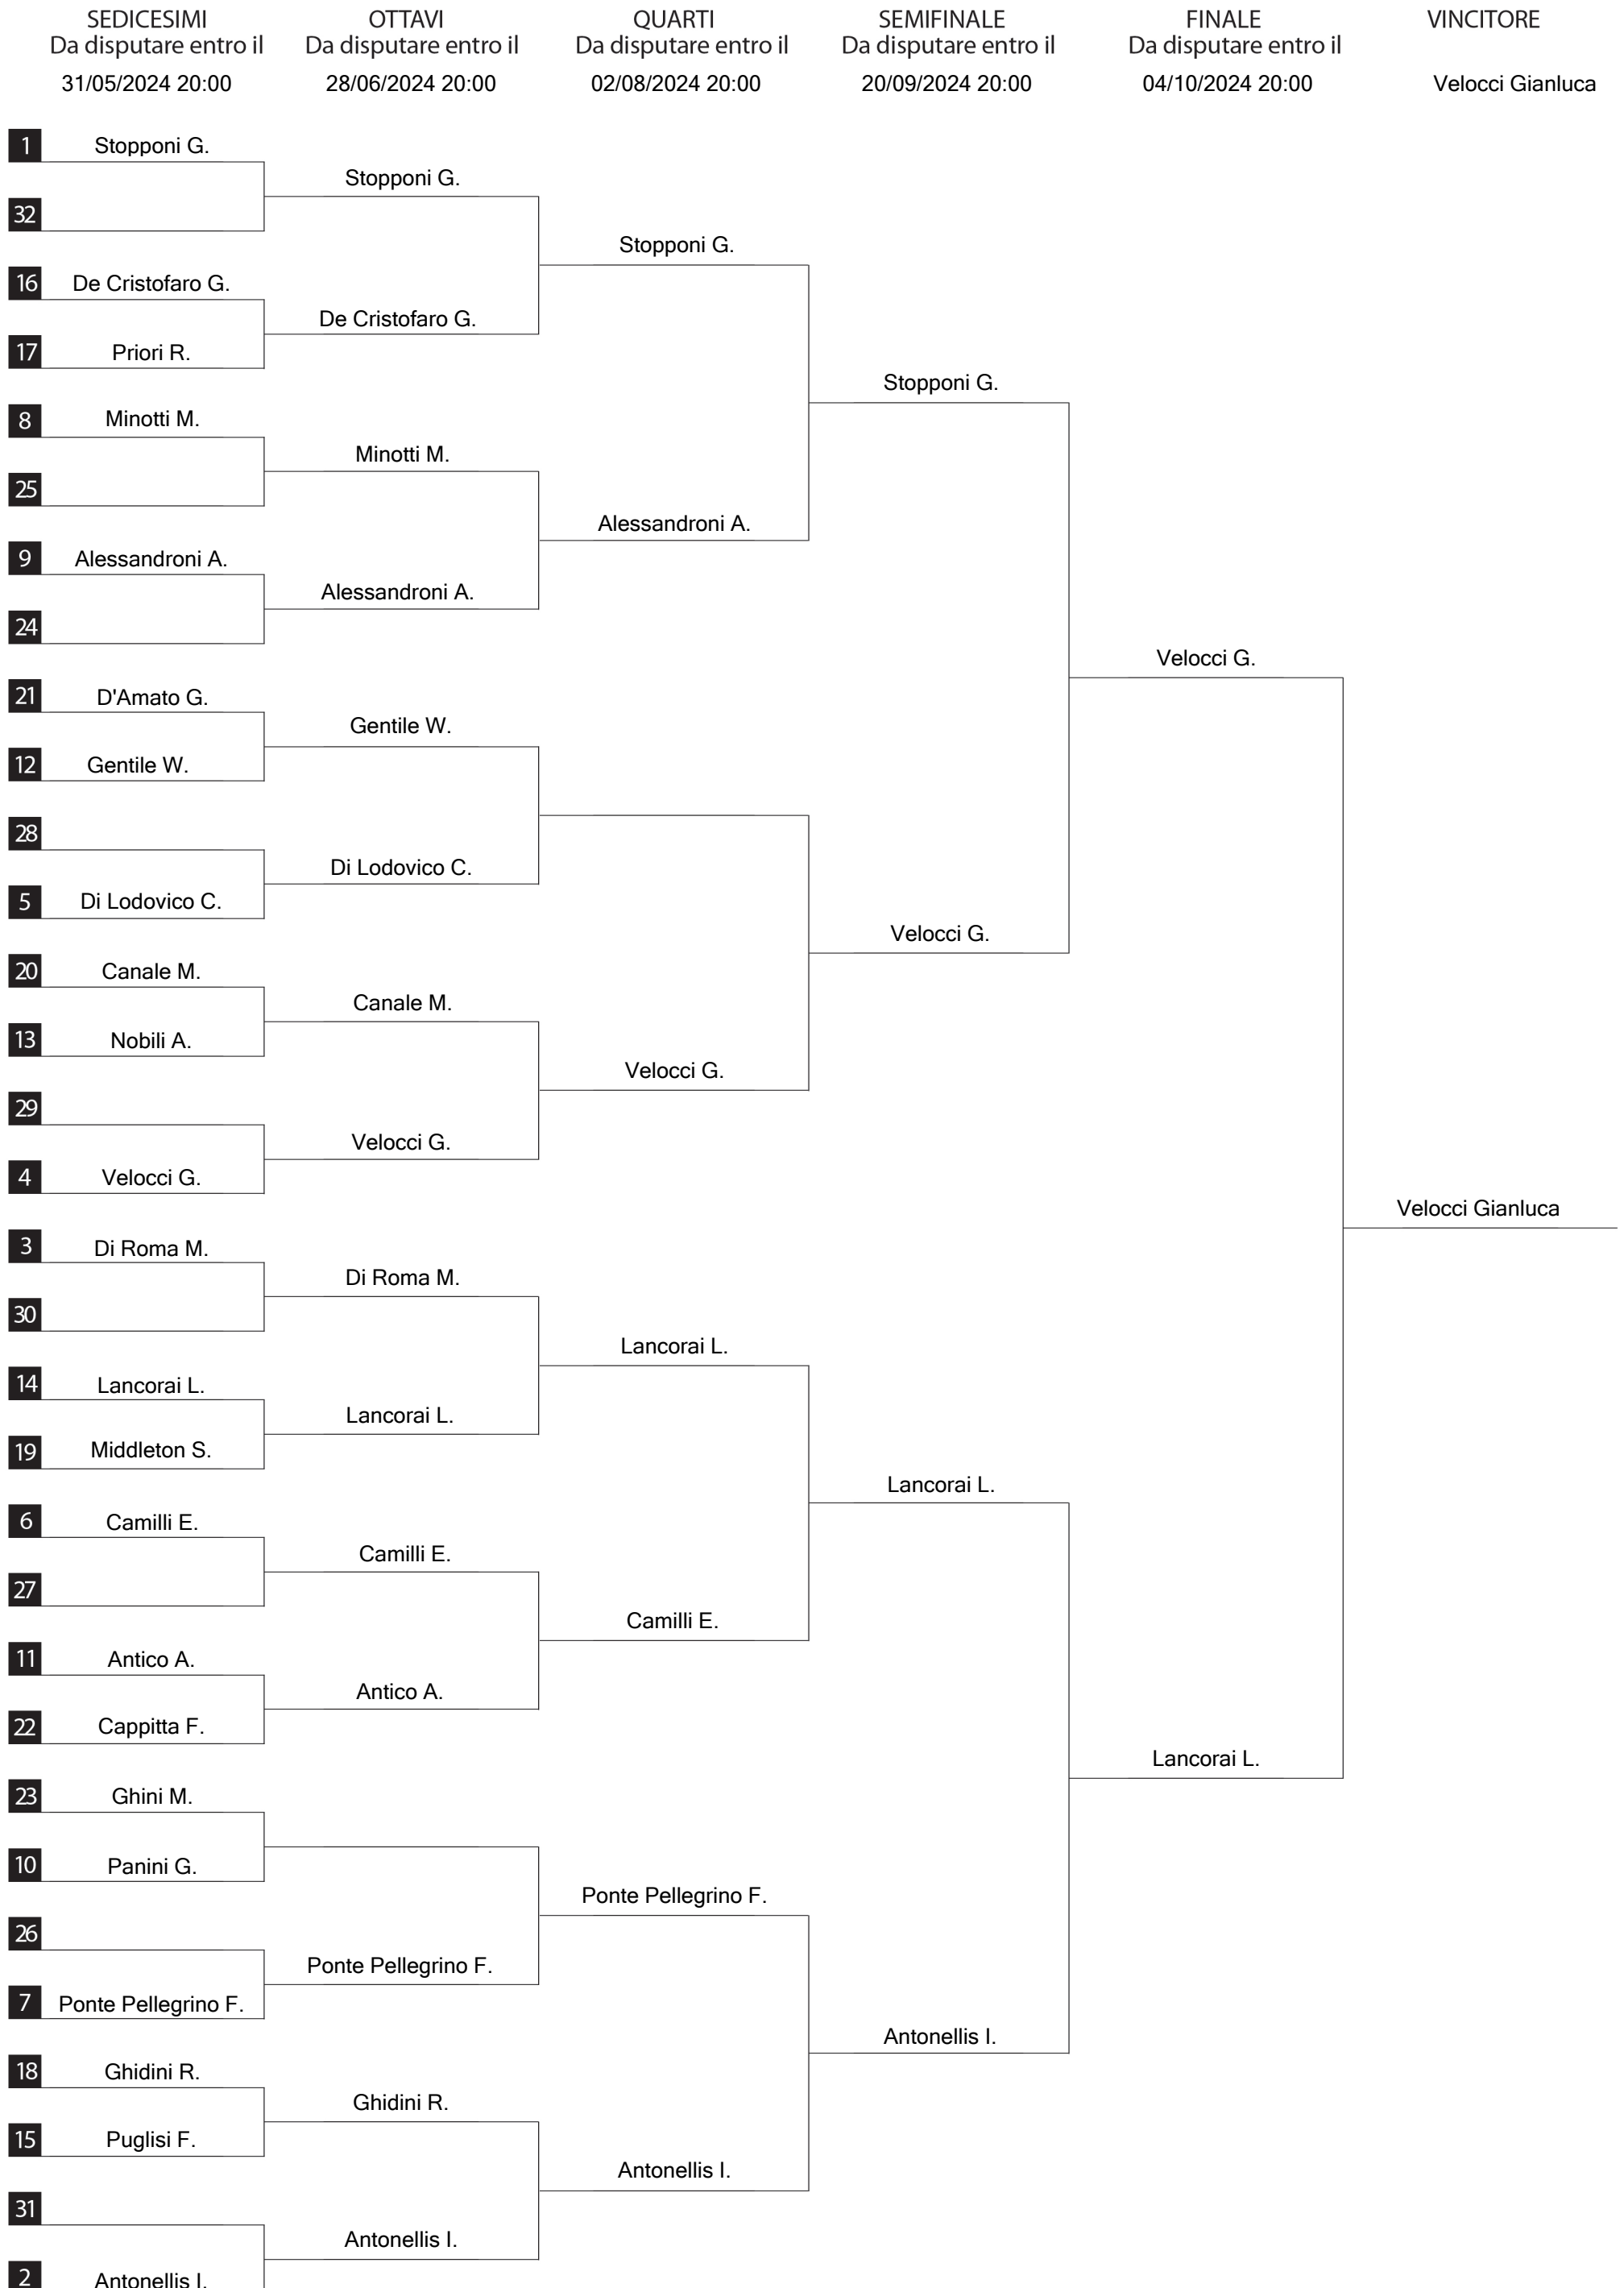 SEDICESIMI
Da disputare entro il
31/05/2024 20:00
OTTAVI
Da disputare entro il
28/06/2024 20:00
QUARTI
Da disputare entro il
02/08/2024 20:00
SEMIFINALE
Da disputare entro il
20/09/2024 20:00
FINALE
Da disputare entro il
04/10/2024 20:00
VINCITORE
Velocci Gianluca
1 Stopponi G.
32
16 De Cristofaro G.
17 Priori R.
8 Minotti M.
25
9 Alessandroni A.
24
21 D'Amato G.
12 Gentile W.
28
5 Di Lodovico C.
20 Canale M.
13 Nobili A.
29
4 Velocci G.
3 Di Roma M.
30
14 Lancorai L.
19 Middleton S.
6 Camilli E.
27
11 Antico A.
22 Cappitta F.
23 Ghini M.
10 Panini G.
26
7 Ponte Pellegrino F.
18 Ghidini R.
15 Puglisi F.
31
2 Antonellis I.
Stopponi G.
De Cristofaro G.
Minotti M.
Alessandroni A.
Gentile W.
Di Lodovico C.
Canale M.
Velocci G.
Di Roma M.
Lancorai L.
Camilli E.
Antico A.
Ponte Pellegrino F.
Ghidini R.
Antonellis I.
Stopponi G.
Alessandroni A.
Velocci G.
Lancorai L.
Camilli E.
Ponte Pellegrino F.
Antonellis I.
Stopponi G.
Velocci G.
Lancorai L.
Antonellis I.
Velocci G.
Lancorai L.
Velocci Gianluca